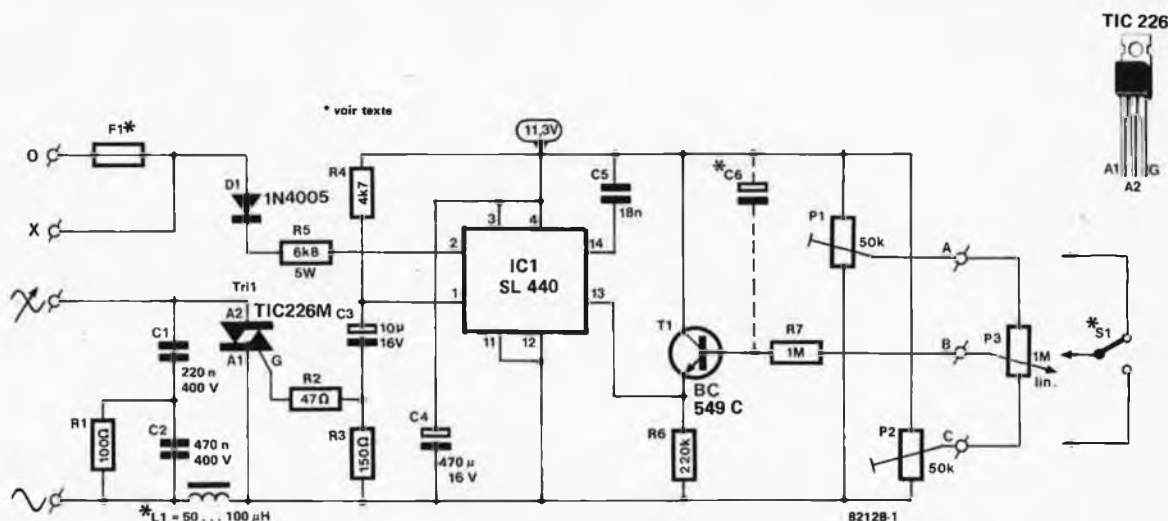 TIC 226
A1
A2
G
* voir texte
F1*
O
X
D1
1N4005
R5
6k8
5W
R4
4k7
11,3V
3
4
2
1
14
13
11
12
IC1
SL 440
C5
18n
*C6
P1
50k
A
B
C
P3
1M
lin.
*S1
Tri1
TIC226M
A2
A1
G
C1
220 n
400 V
C2
470 n
400 V
R1
100Ω
R2
47Ω
C3
10µ
16V
R3
150Ω
C4
470 µ
16 V
T1
BC
549 C
R7
1M
R6
220k
P2
50k
*L1 = 50 ... 100 µH
82128-1